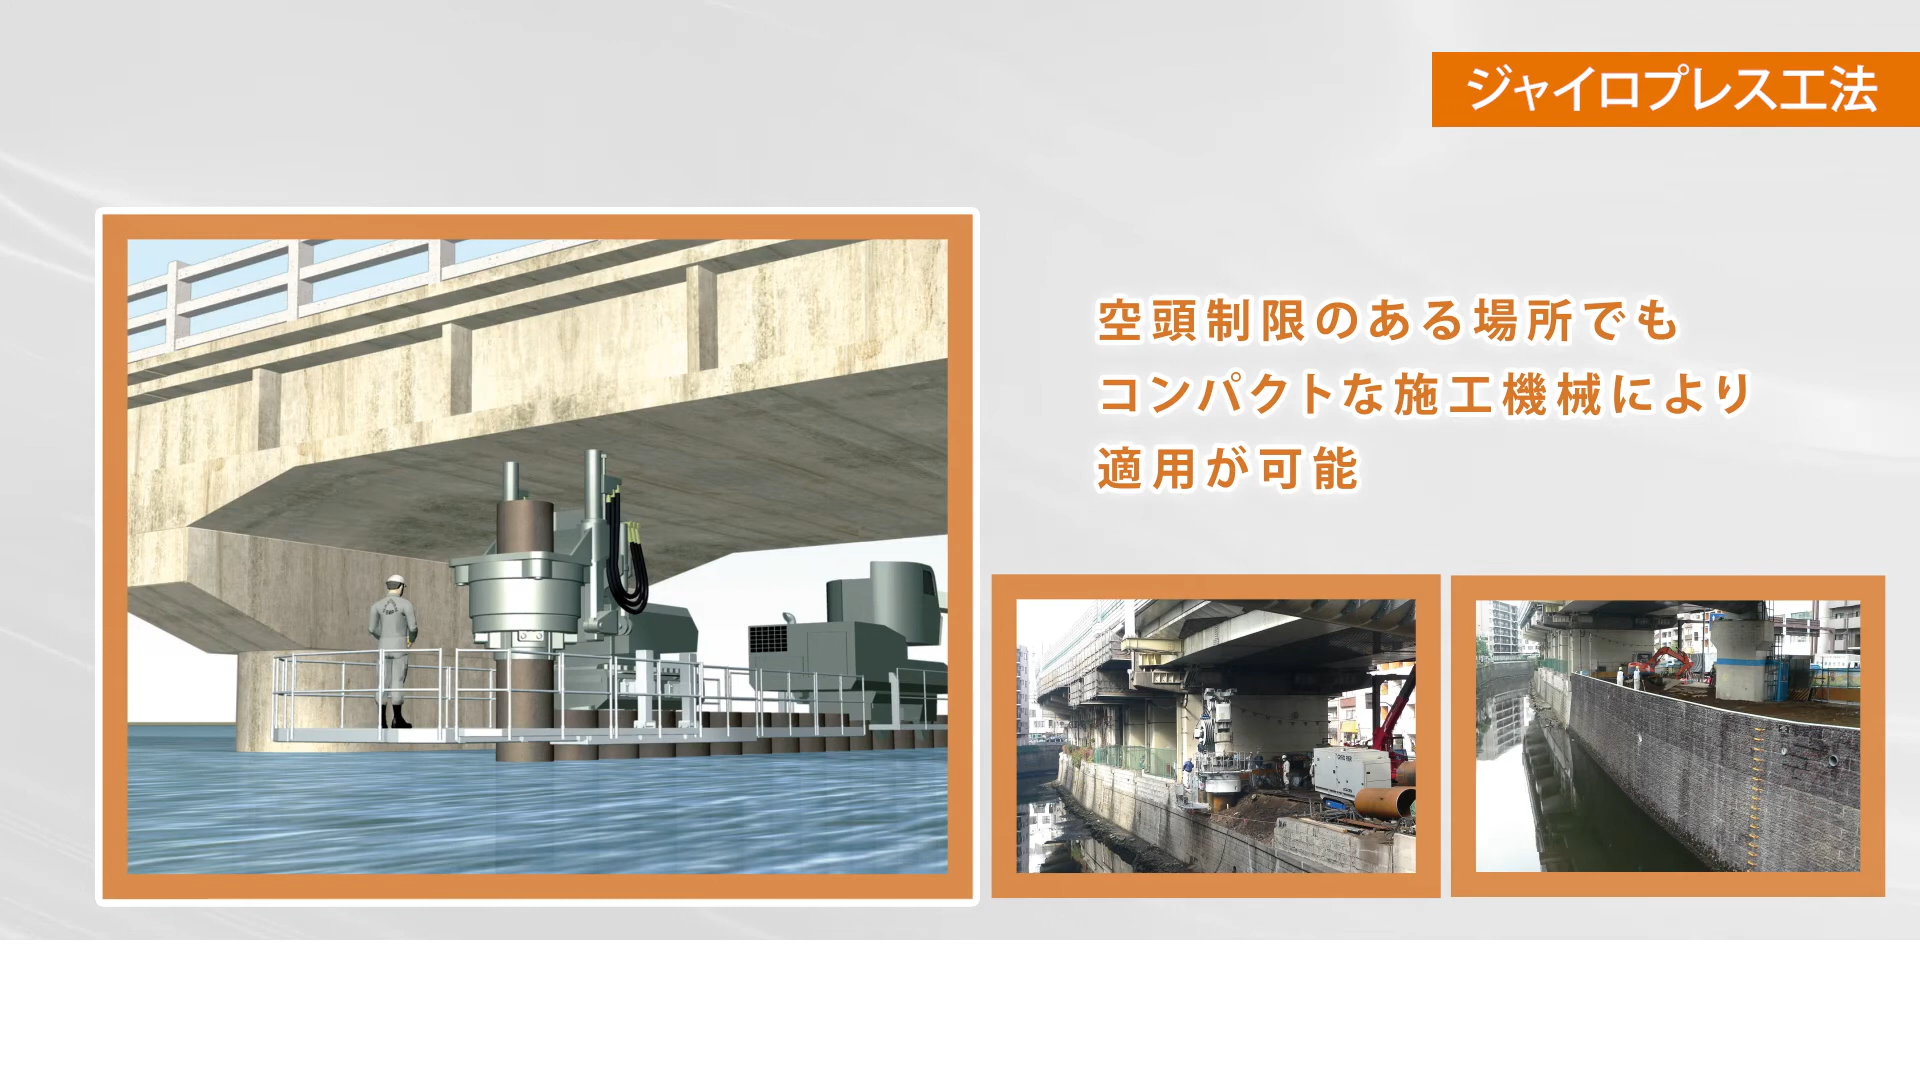 ジャイロプレス工法
空頭制限のある場所でも
コンパクトな施工機械により
適用が可能